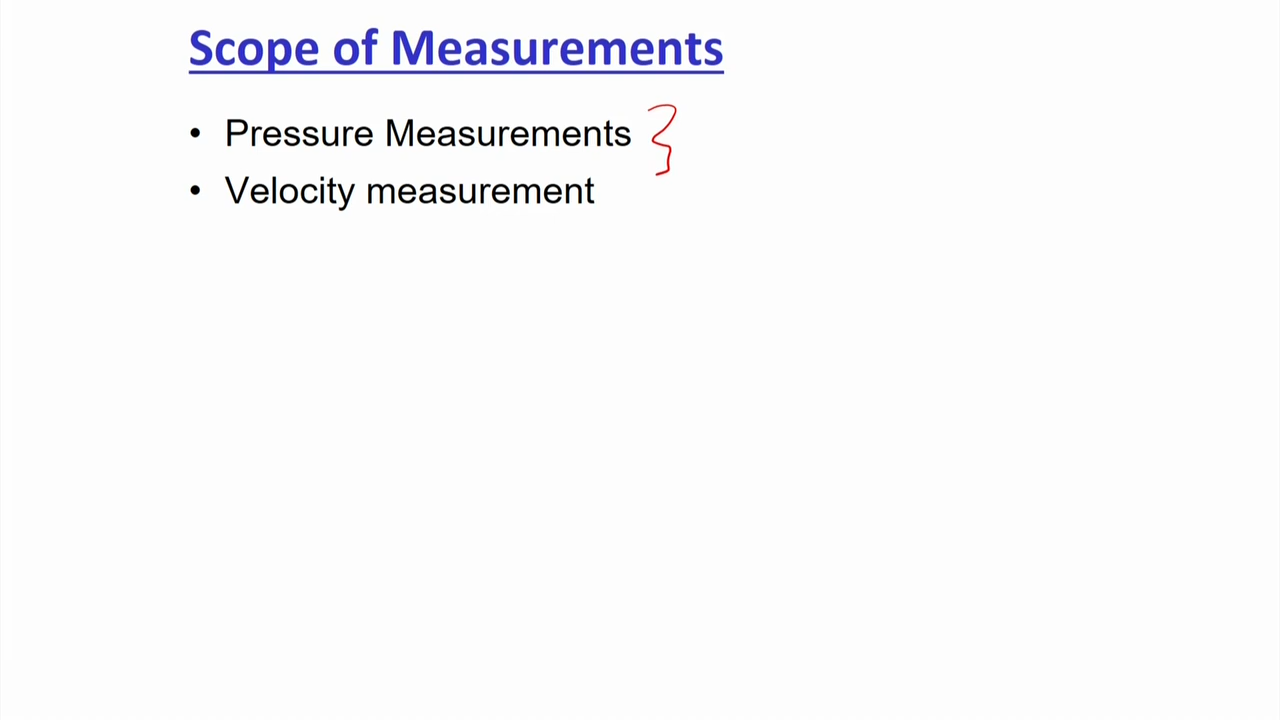 Scope of Measurements
• Pressure Measurements
• Velocity measurement